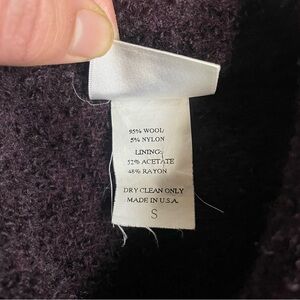 95% WOOL
5% NYLON
LINING:
52% ACETATE
48% RAYON
DRY CLEAN ONLY
MADE IN U.S.A.
S